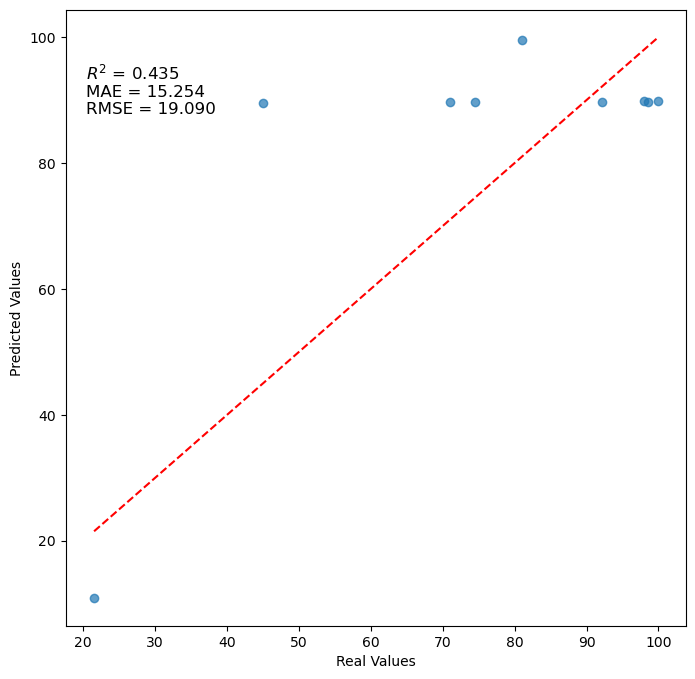 100
80
60
40
20
Predicted Values
R² = 0.435
MAE = 15.254
RMSE = 19.090
20 30 40 50 60 70 80 90 100
Real Values